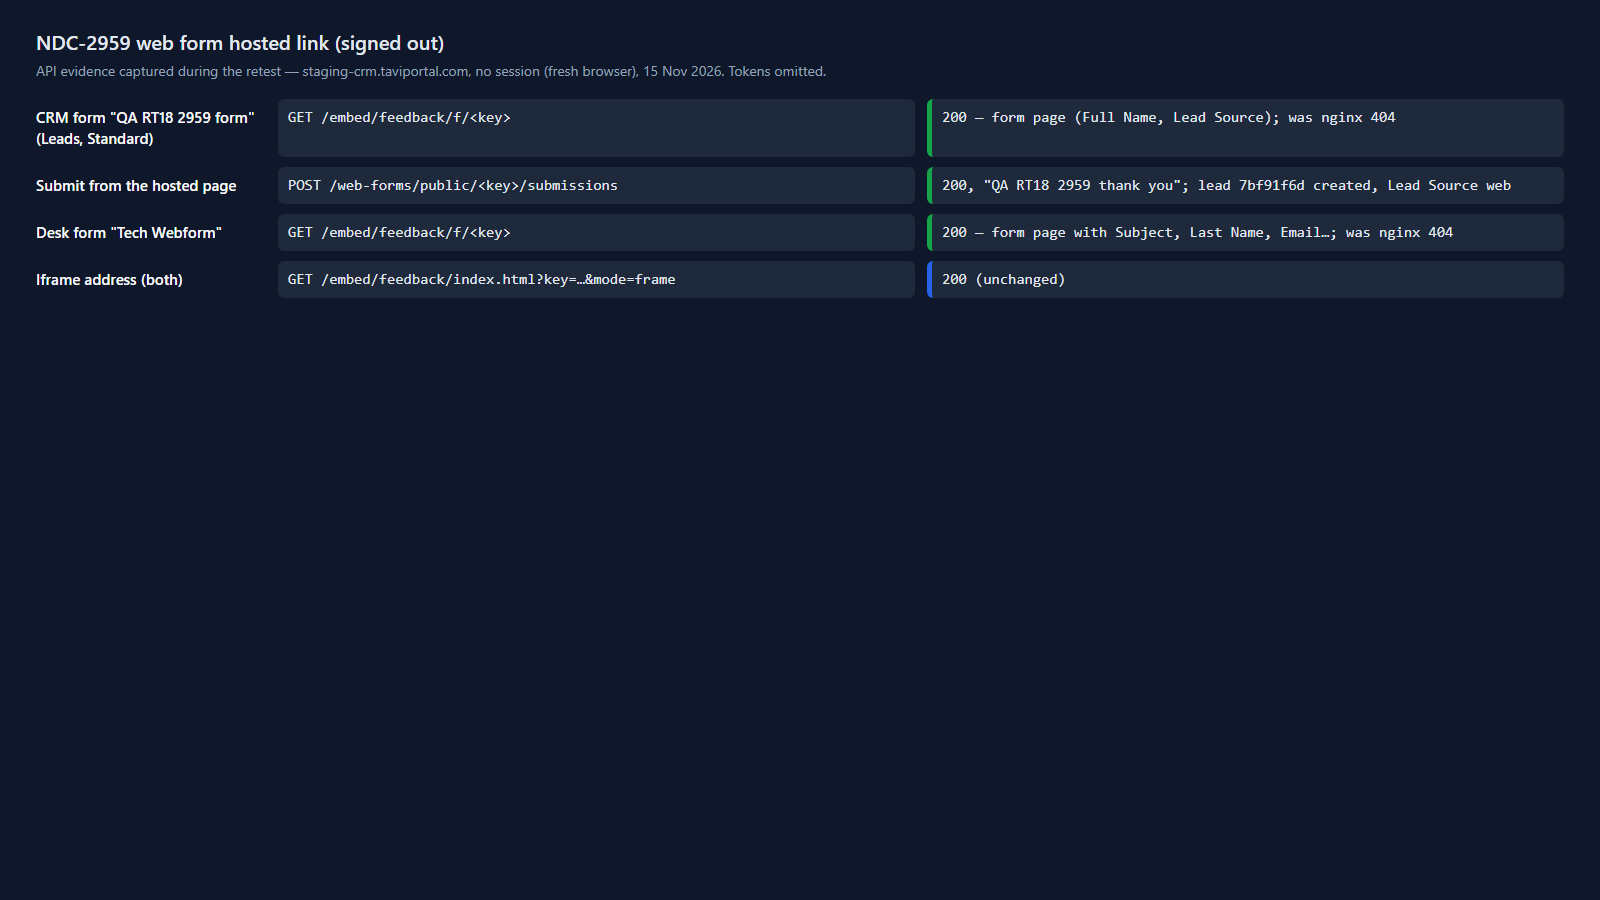 NDC-2959 web form hosted link (signed out)
API evidence captured during the retest — staging-crm.taviportal.com, no session (fresh browser), 15 Nov 2026. Tokens omitted.
CRM form "QA RT18 2959 form"
(Leads, Standard)
GET /embed/feedback/f/<key>
200 — form page (Full Name, Lead Source); was nginx 404
Submit from the hosted page
POST /web-forms/public/<key>/submissions
200, "QA RT18 2959 thank you"; lead 7bf91f6d created, Lead Source web
Desk form "Tech Webform"
GET /embed/feedback/f/<key>
200 — form page with Subject, Last Name, Email…; was nginx 404
Iframe address (both)
GET /embed/feedback/index.html?key=…&mode=frame
200 (unchanged)